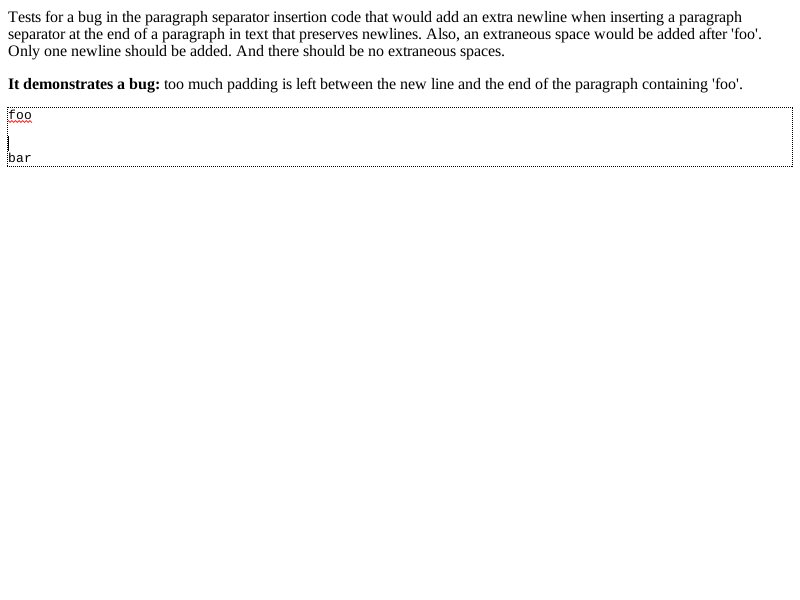 Tests for a bug in the paragraph separator insertion code that would add an extra newline when inserting a paragraph
separator at the end of a paragraph in text that preserves newlines. Also, an extraneous space would be added after 'foo'.
Only one newline should be added. And there should be no extraneous spaces.
It demonstrates a bug: too much padding is left between the new line and the end of the paragraph containing 'foo'.
foo
bar